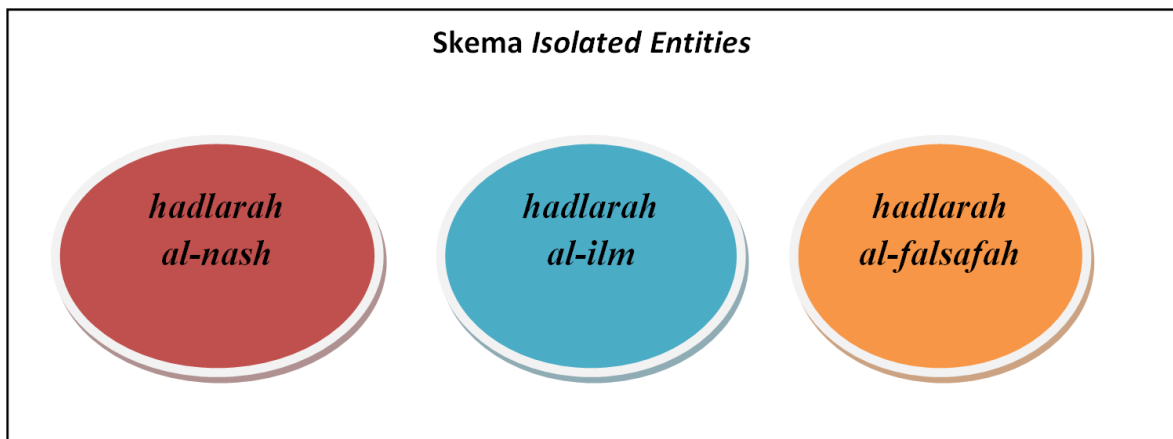 Skema Isolated Entities
hadlarah
al-nash
hadlarah
al-ilm
hadlarah
al-falsafah